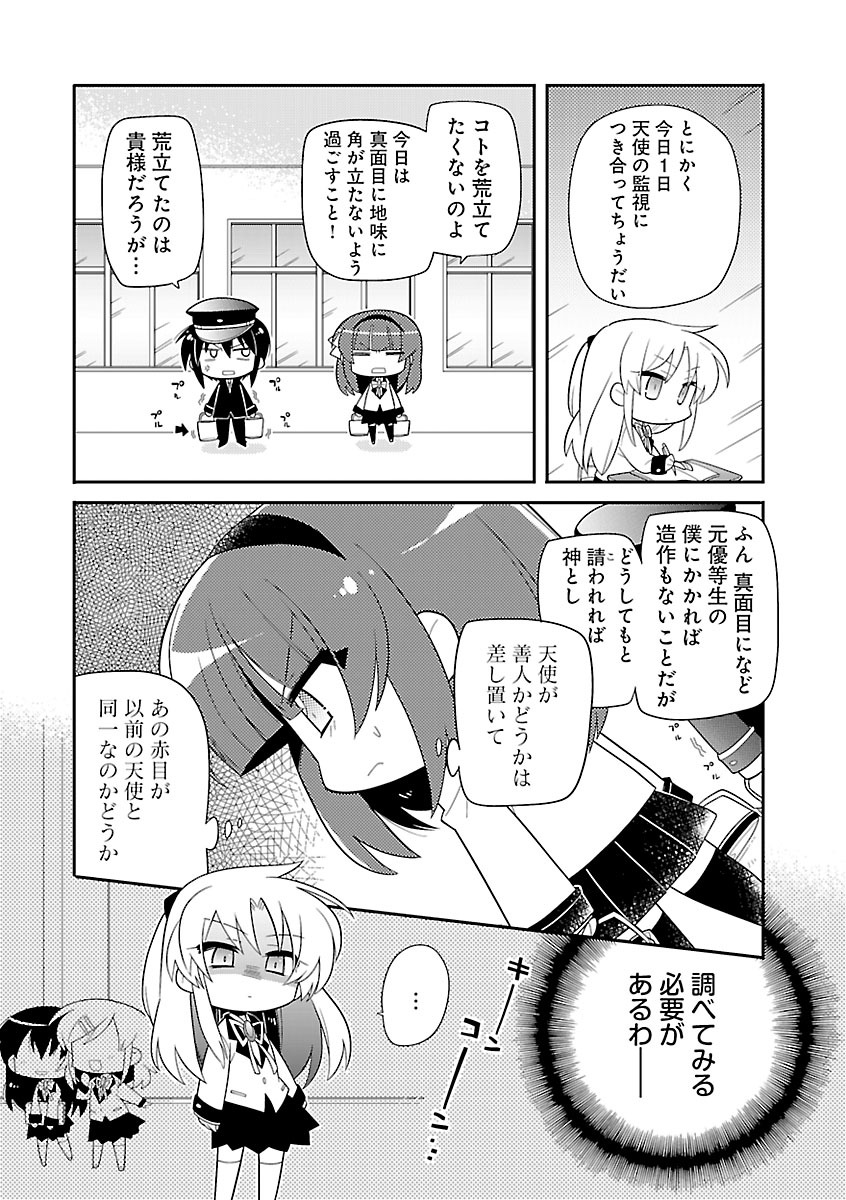 とにかく
今日1日
天使の監視に
つき合ってちょうだい
コトを荒立て
たくないのよ
今日は
真面目に地味に
角が立たないよう
過ごすこと！
荒立てたのは
貴様だろうが…
プル
プル
プル
プル
ふん 真面目になど
元優等生の
僕にかかれば
造作もないことだが
どうしてもと
請われれば
こ
神とし
天使が
善人かどうかは
差し置いて
あの赤目が
以前の天使と
同一なのかどうか
調べてみる
必要が
あるわ——
キーン
コーン
…